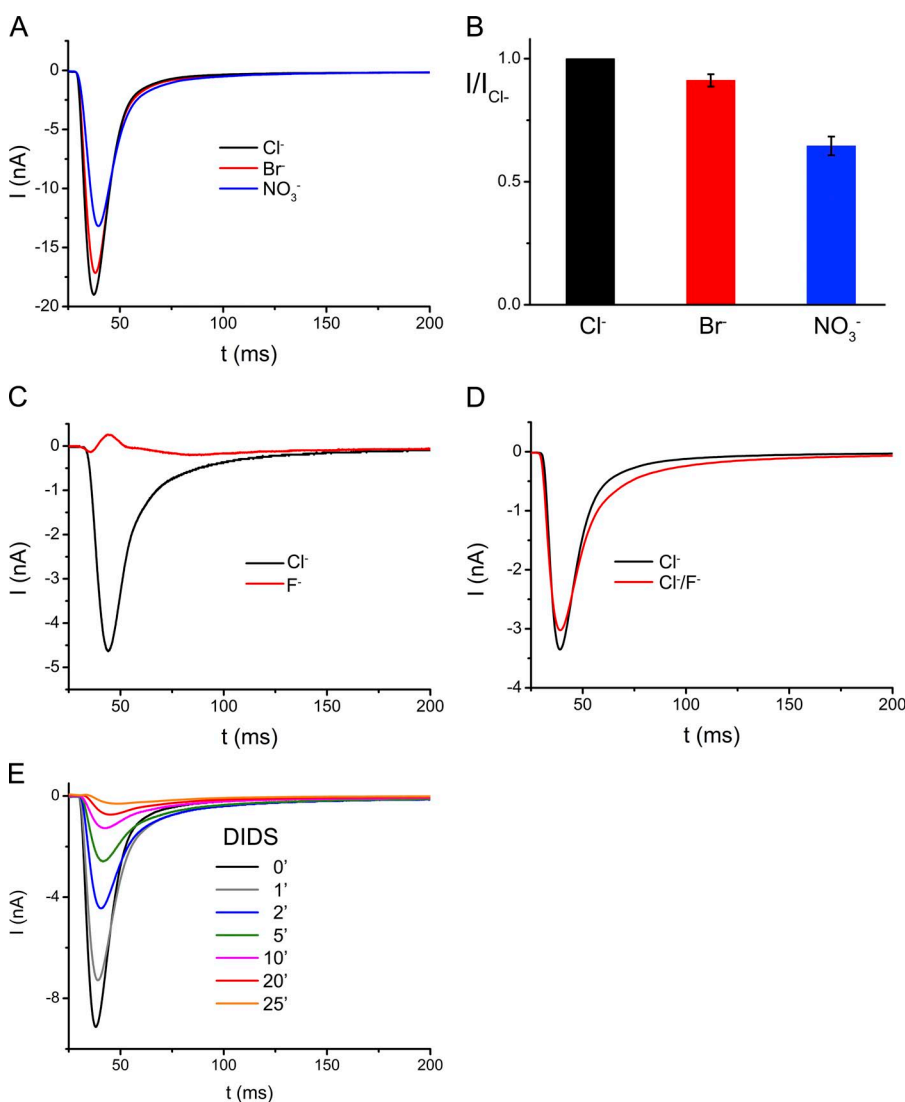 A
0
-5
-10
-15
-20
I (nA)
50
100
150
200
t (ms)
Cl⁻
Br⁻
NO₃⁻
B
I/I_Cl-
1.0
0.5
0.0
Cl⁻
Br⁻
NO₃⁻
C
0
-1
-2
-3
-4
-5
I (nA)
50
100
150
200
t (ms)
Cl⁻
F⁻
D
0
-1
-2
-3
-4
I (nA)
50
100
150
200
t (ms)
Cl⁻
Cl⁻/F⁻
E
0
-4
-8
I (nA)
50
100
150
200
t (ms)
DIDS
0'
1'
2'
5'
10'
20'
25'